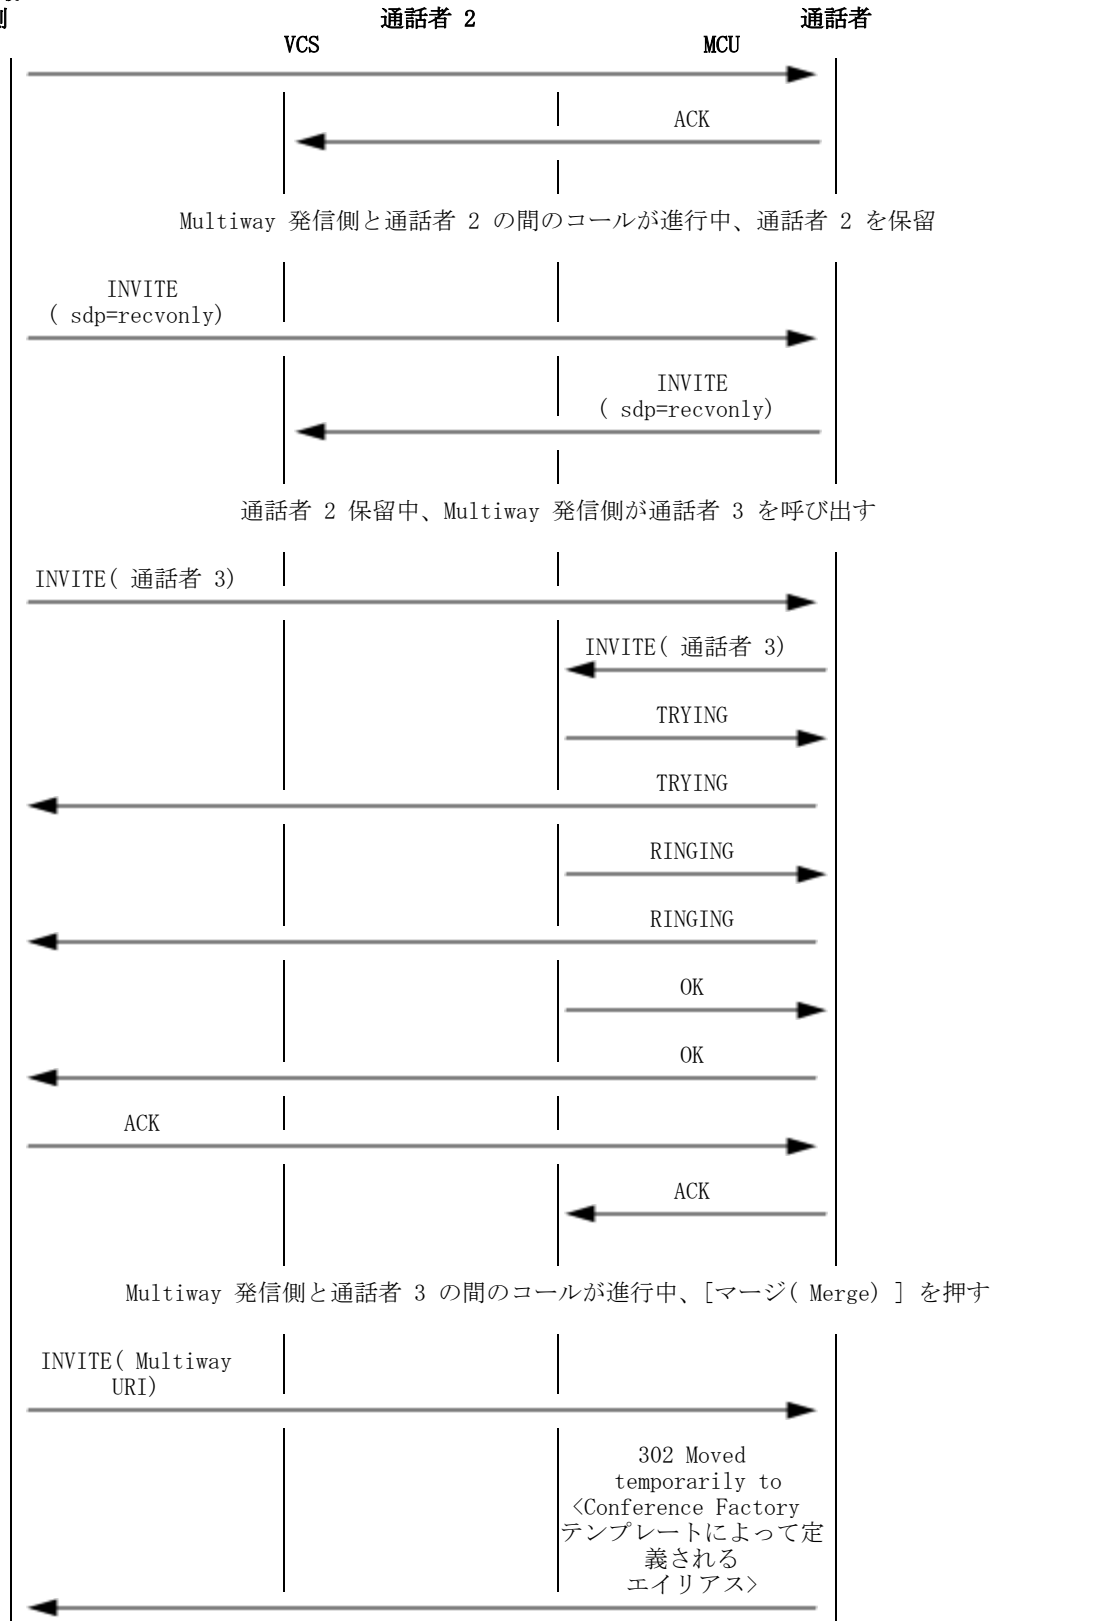 側
通話者 2
通話者
VCS
MCU
ACK
Multiway 発信側と通話者 2 の間のコールが進行中、通話者 2 を保留
INVITE
( sdp=recvonly)
INVITE
( sdp=recvonly)
通話者 2 保留中、Multiway 発信側が通話者 3 を呼び出す
INVITE( 通話者 3)
INVITE( 通話者 3)
TRYING
TRYING
RINGING
RINGING
OK
OK
ACK
ACK
Multiway 発信側と通話者 3 の間のコールが進行中、[マージ( Merge) ] を押す
INVITE( Multiway
URI)
302 Moved
temporarily to
<Conference Factory
テンプレートによって定
義される
エイリアス>